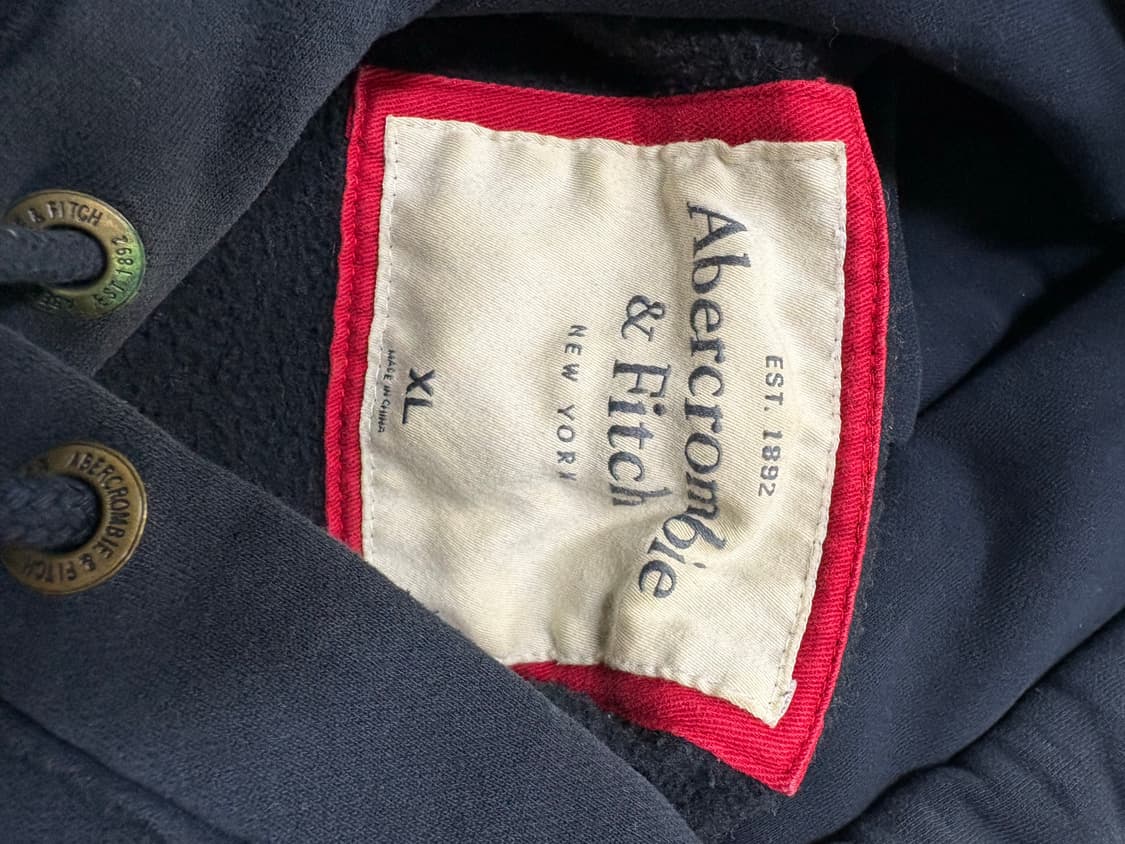 EST. 1892
Abercrombie
& Fitch
NEW YORK
XL
MADE IN CHINA
& FITCH
EST 1892
ABERCROMBIE & FITCH